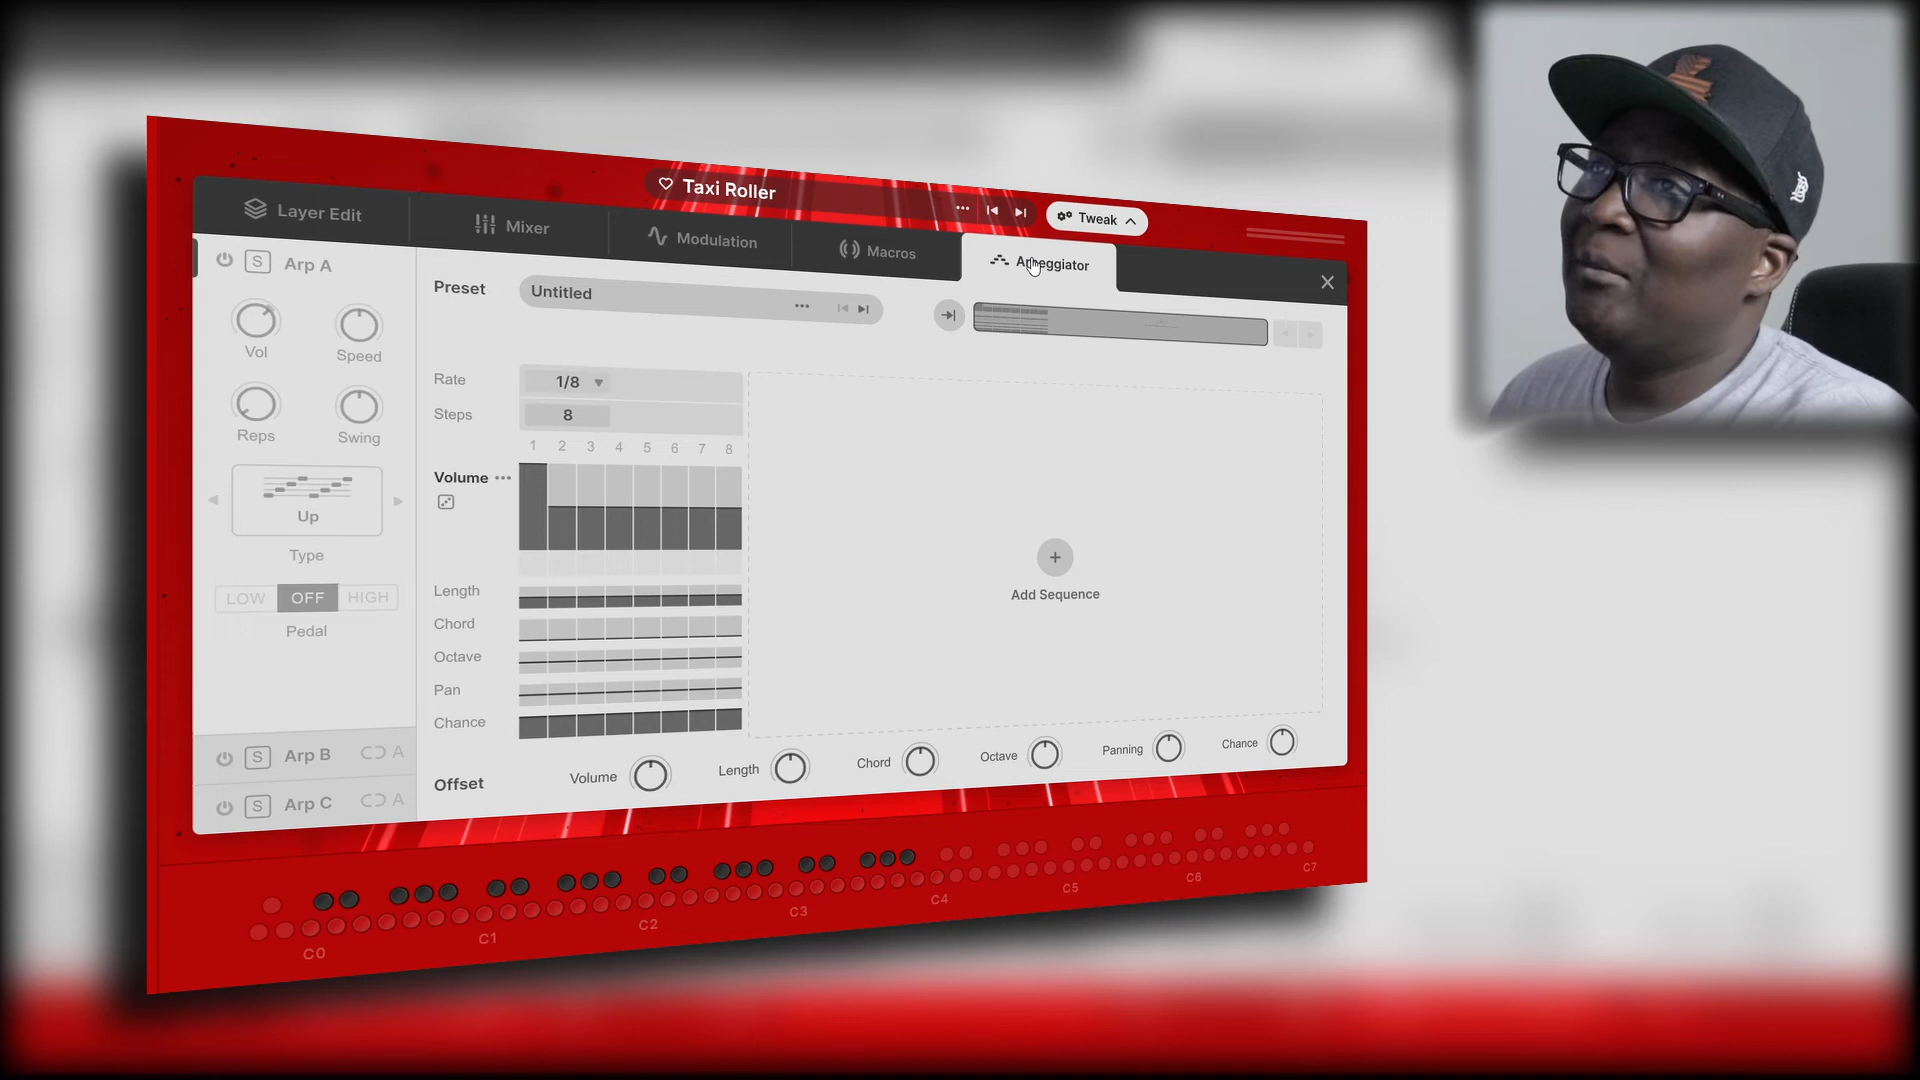 Taxi Roller
Tweak
Layer Edit
Mixer
Modulation
Macros
Arpeggiator
S Arp A
Preset
Untitled
Vol
Speed
Rate
1/8
Steps
8
Reps
Swing
1 2 3 4 5 6 7 8
Volume
Up
Type
LOW OFF HIGH
Pedal
Length
Chord
Octave
Pan
Chance
Add Sequence
S Arp B A
S Arp C A
Offset
Volume
Length
Chord
Octave
Panning
Chance
C0 C1 C2 C3 C4 C5 C6 C7